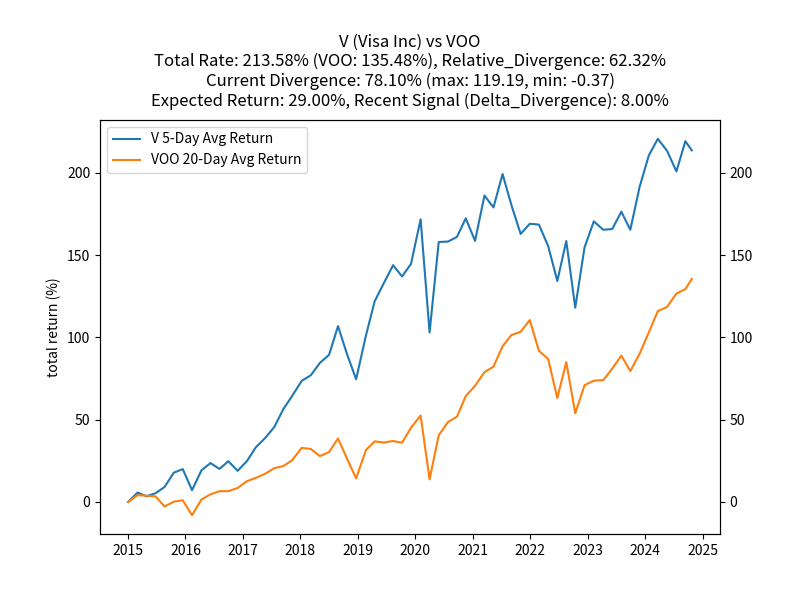 V (Visa Inc) vs VOO
Total Rate: 213.58% (VOO: 135.48%), Relative_Divergence: 62.32%
Current Divergence: 78.10% (max: 119.19, min: -0.37)
Expected Return: 29.00%, Recent Signal (Delta_Divergence): 8.00%
V 5-Day Avg Return
VOO 20-Day Avg Return
total return (%)
200
150
100
50
0
200
150
100
50
0
2015 2016 2017 2018 2019 2020 2021 2022 2023 2024 2025